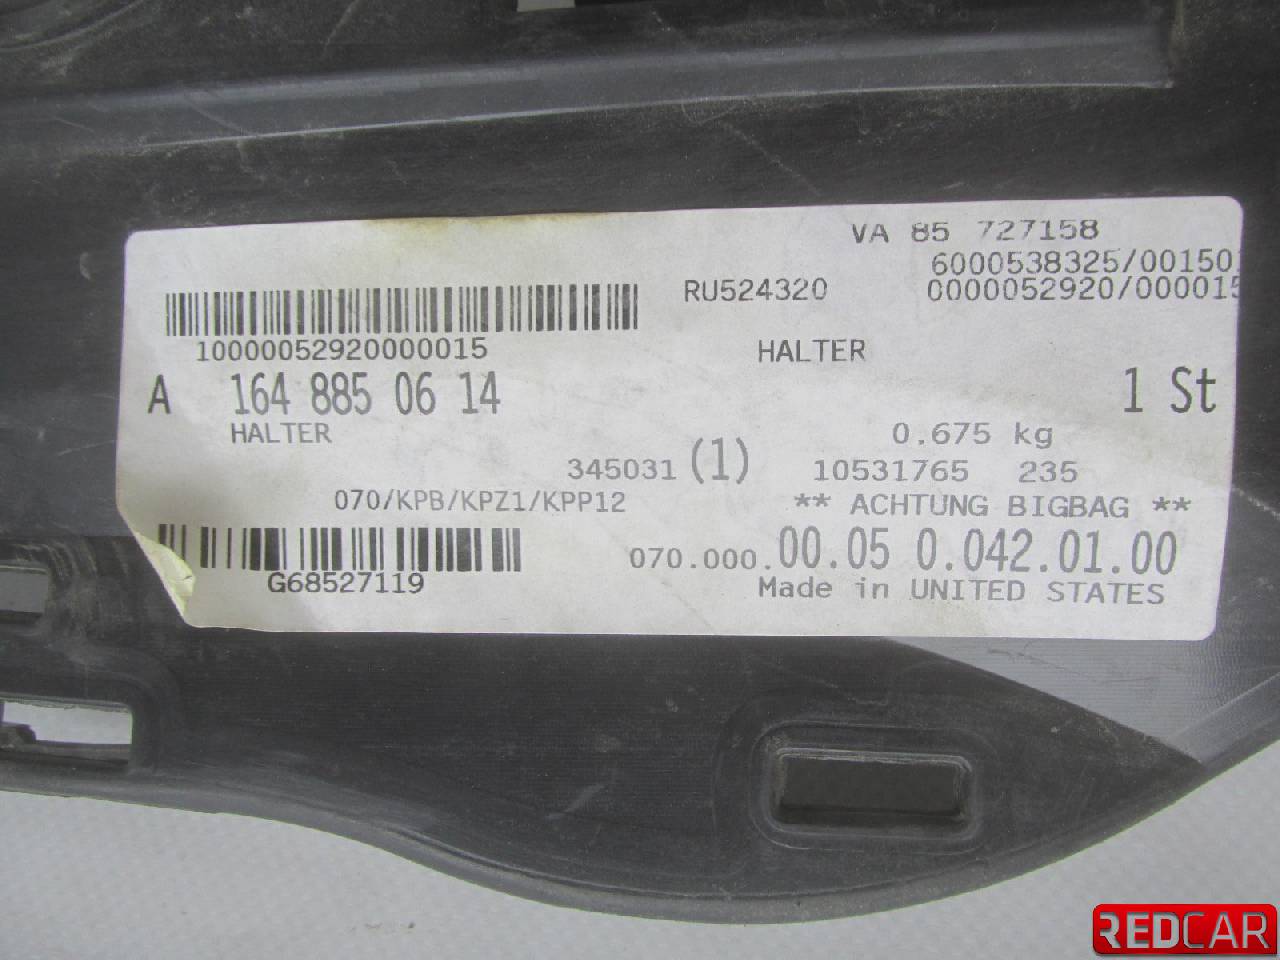 VA 85 727158
6000538325/00150
RU524320 0000052920/000015
10000052920000015
HALTER
A 164 885 06 14
1 St
HALTER
0.675 kg
345031 (1) 10531765 235
070/KPB/KPZ1/KPP12
** ACHTUNG BIGBAG **
070.000.00.05 0.042.01.00
G68527119
Made in UNITED STATES
REDCAR